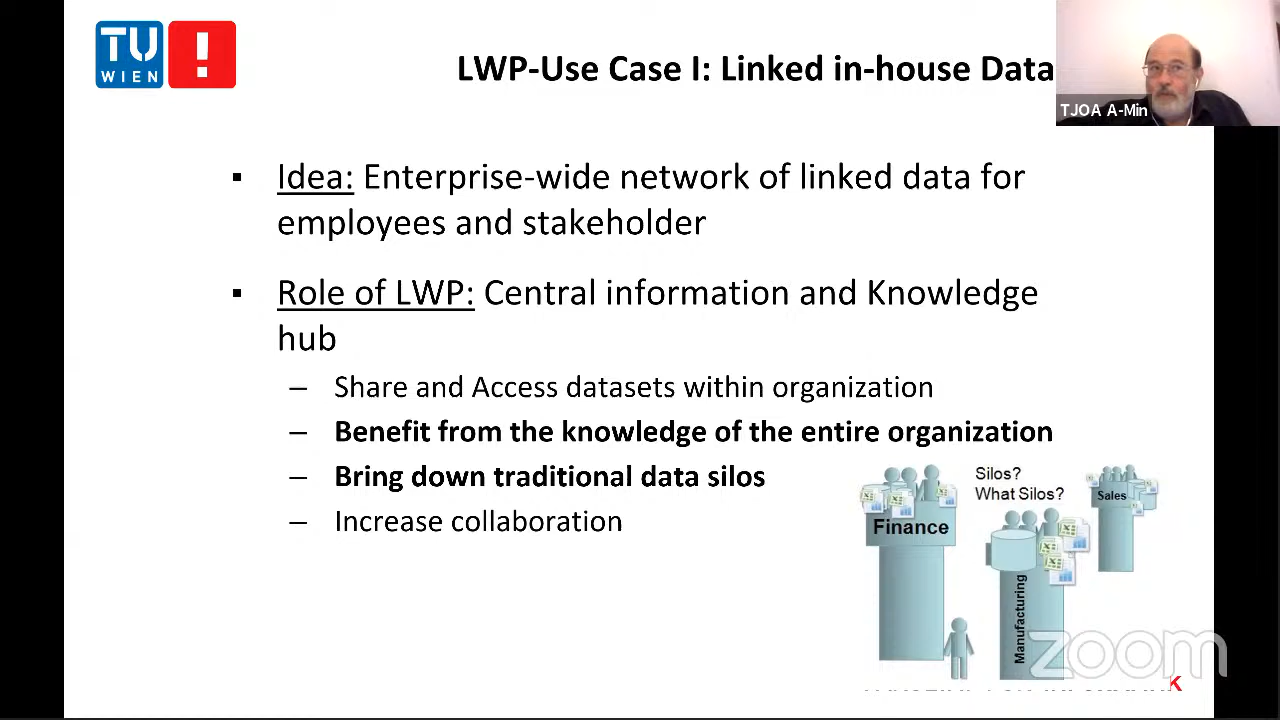 TU
WIEN
!
LWP-Use Case I: Linked in-house Data
TJOA A-Min
▪ Idea: Enterprise-wide network of linked data for
employees and stakeholder
▪ Role of LWP: Central information and Knowledge
hub
– Share and Access datasets within organization
– Benefit from the knowledge of the entire organization
– Bring down traditional data silos
– Increase collaboration
Silos?
What Silos?
Sales
Finance
Manufacturing
zoom